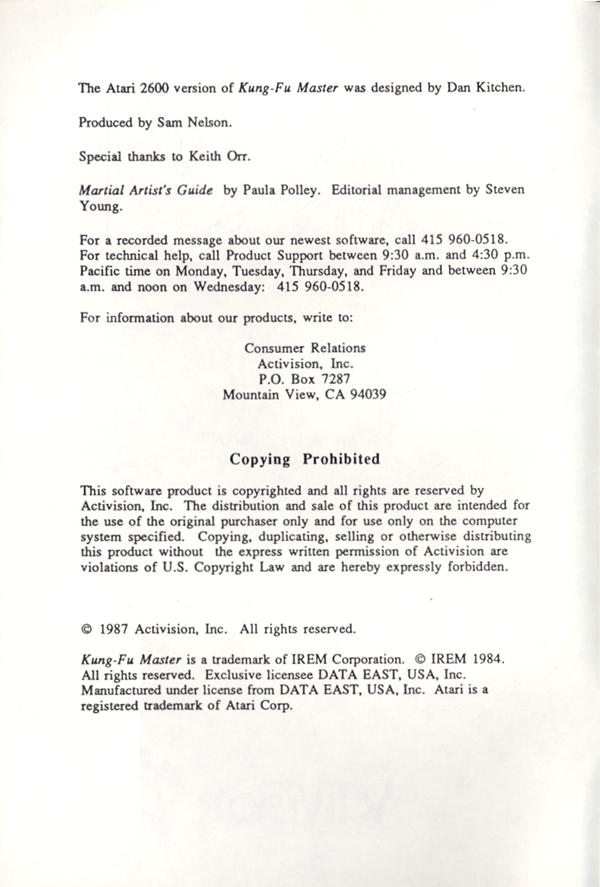 The Atari 2600 version of Kung-Fu Master was designed by Dan Kitchen.
Produced by Sam Nelson.
Special thanks to Keith Orr.
Martial Artist's Guide by Paula Polley. Editorial management by Steven
Young.
For a recorded message about our newest software, call 415 960-0518.
For technical help, call Product Support between 9:30 a.m. and 4:30 p.m.
Pacific time on Monday, Tuesday, Thursday, and Friday and between 9:30
a.m. and noon on Wednesday: 415 960-0518.
For information about our products, write to:
Consumer Relations
Activision, Inc.
P.O. Box 7287
Mountain View, CA 94039
Copying Prohibited
This software product is copyrighted and all rights are reserved by
Activision, Inc. The distribution and sale of this product are intended for
the use of the original purchaser only and for use only on the computer
system specified. Copying, duplicating, selling or otherwise distributing
this product without the express written permission of Activision are
violations of U.S. Copyright Law and are hereby expressly forbidden.
© 1987 Activision, Inc. All rights reserved.
Kung-Fu Master is a trademark of IREM Corporation. © IREM 1984.
All rights reserved. Exclusive licensee DATA EAST, USA, Inc.
Manufactured under license from DATA EAST, USA, Inc. Atari is a
registered trademark of Atari Corp.